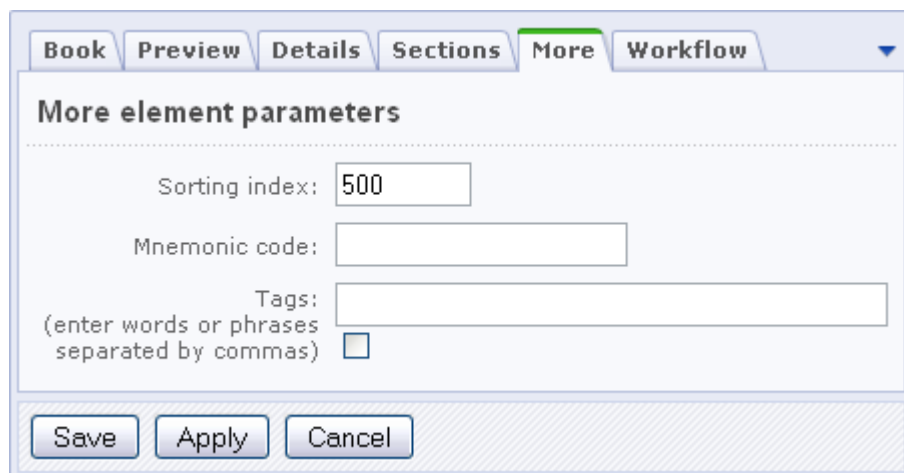 Book Preview Details Sections More Workflow
More element parameters
Sorting index: 500
Mnemonic code:
Tags:
(enter words or phrases
separated by commas)
Save Apply Cancel